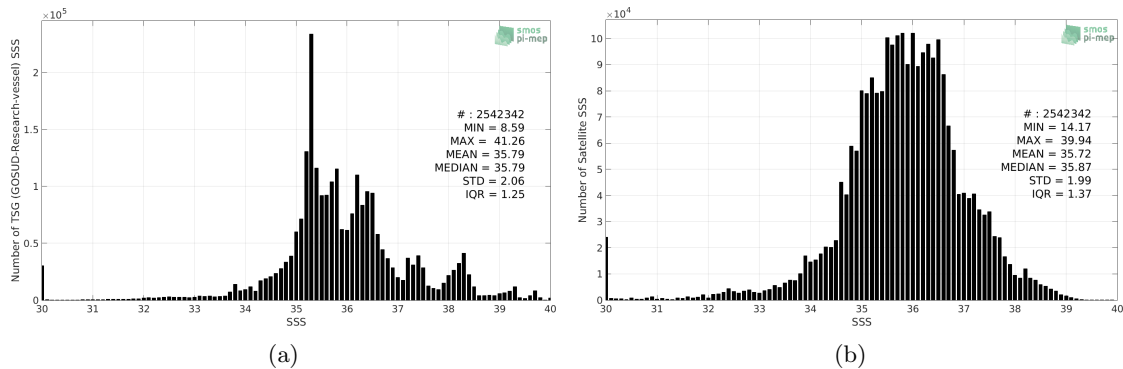 ×10⁵
smos
pi-mep
Number of TSG (GOSUD-Research-vessel) SSS
2
1.5
1
0.5
0
# : 2542342
MIN = 8.59
MAX = 41.26
MEAN = 35.79
MEDIAN = 35.79
STD = 2.06
IQR = 1.25
30 31 32 33 34 35 36 37 38 39 40
SSS
(a)
×10⁴
smos
pi-mep
Number of Satellite SSS
10
9
8
7
6
5
4
3
2
1
0
# : 2542342
MIN = 14.17
MAX = 39.94
MEAN = 35.72
MEDIAN = 35.87
STD = 1.99
IQR = 1.37
30 31 32 33 34 35 36 37 38 39 40
SSS
(b)